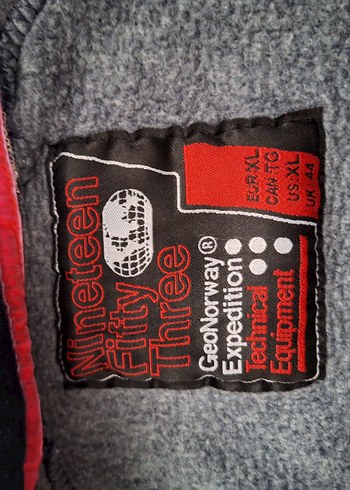 Nineteen
Fifty
Three
GeoNorway®
Expedition
Technical
Equipment
EUR:XL
CAN:TG
US:XL
UK:44